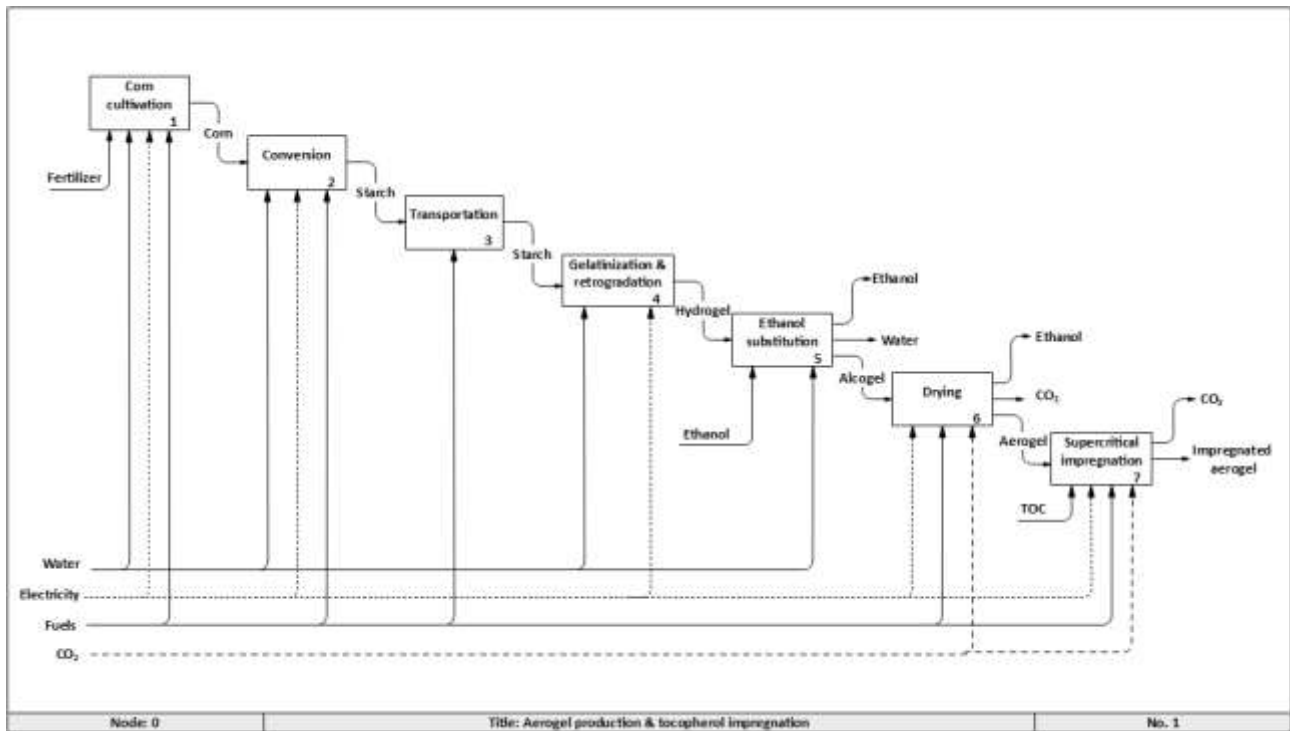 Corn
cultivation
1
Corn
Fertilizer
Conversion
2
Starch
Transportation
3
Starch
Gelatinization &
retrogradation
4
Hydrogel
Ethanol
Ethanol
substitution
5
Water
Alcogel
Ethanol
Ethanol
Drying
6
CO₂
Aerogel
CO₂
Supercritical
impregnation
7
Impregnated
aerogel
TOC
Water
Electricity
Fuels
CO₂
Node: 0
Title: Aerogel production & tocopherol impregnation
No. 1